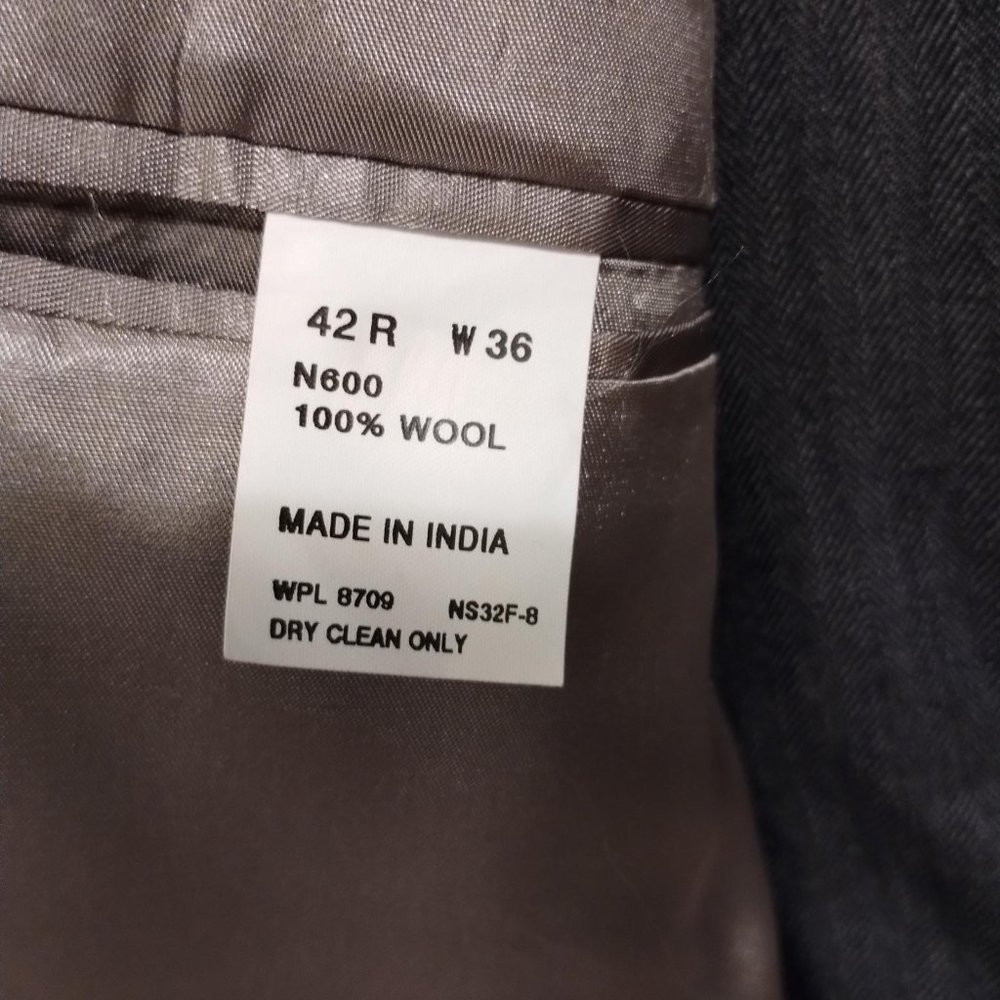 42 R W 36
N600
100% WOOL
MADE IN INDIA
WPL 8709 NS32F-8
DRY CLEAN ONLY